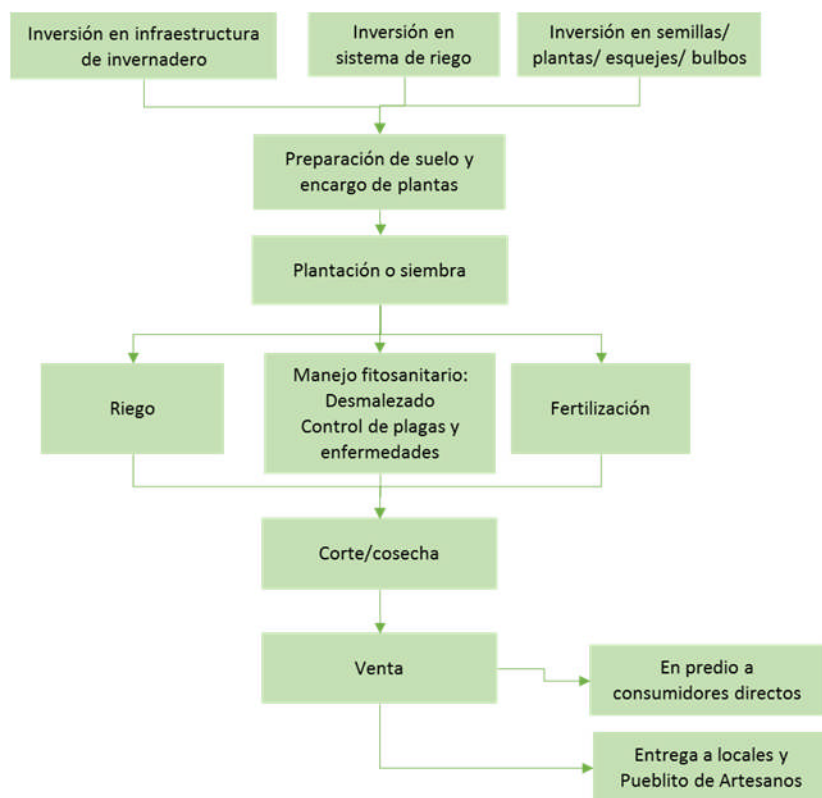 Inversión en infraestructura
de invernadero
Inversión en
sistema de riego
Inversión en semillas/
plantas/ esquejes/ bulbos
Preparación de suelo y
encargo de plantas
Plantación o siembra
Riego
Manejo fitosanitario:
Desmalezado
Control de plagas y
enfermedades
Fertilización
Corte/cosecha
Venta
En predio a
consumidores directos
Entrega a locales y
Pueblito de Artesanos